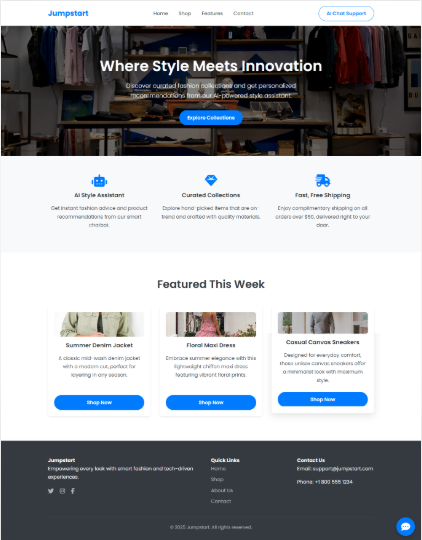 Jumpstart
Home Shop Features Contact
AI Chat Support
Where Style Meets Innovation
Discover curated fashion collections and get personalized
recommendations from our AI-powered style assistant.
Explore Collections
AI Style Assistant
Get instant fashion advice and product
recommendations from our smart
chatbot.
Curated Collections
Explore hand-picked items that are on-
trend and crafted with quality materials.
Fast, Free Shipping
Enjoy complimentary shipping on all
orders over $50, delivered right to your
door.
Featured This Week
Summer Denim Jacket
A classic mid-wash denim jacket
with a modern cut, perfect for
layering in any season.
Shop Now
Floral Maxi Dress
Embrace summer elegance with this
lightweight chiffon maxi dress
featuring vibrant floral prints.
Shop Now
Casual Canvas Sneakers
Designed for everyday comfort,
these unisex canvas sneakers offer
a minimalist look with maximum
style.
Shop Now
Jumpstart
Empowering every look with smart fashion and tech-driven
experiences.
Quick Links
Home
Shop
About Us
Contact
Contact Us
Email: support@jumpstart.com
Phone: +1 800 555 1234
© 2025 Jumpstart. All rights reserved.